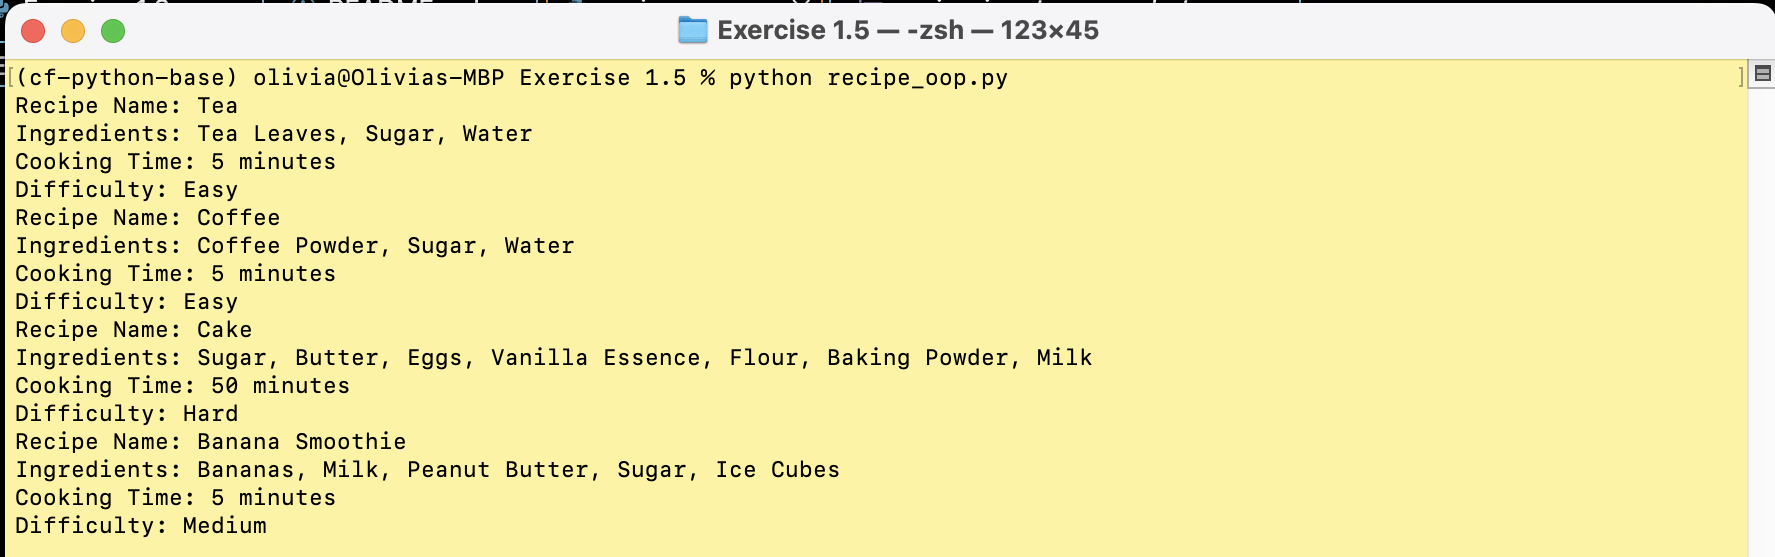 Exercise 1.5 — -zsh — 123×45
[(cf-python-base) olivia@Olivias-MBP Exercise 1.5 % python recipe_oop.py ]
Recipe Name: Tea
Ingredients: Tea Leaves, Sugar, Water
Cooking Time: 5 minutes
Difficulty: Easy
Recipe Name: Coffee
Ingredients: Coffee Powder, Sugar, Water
Cooking Time: 5 minutes
Difficulty: Easy
Recipe Name: Cake
Ingredients: Sugar, Butter, Eggs, Vanilla Essence, Flour, Baking Powder, Milk
Cooking Time: 50 minutes
Difficulty: Hard
Recipe Name: Banana Smoothie
Ingredients: Bananas, Milk, Peanut Butter, Sugar, Ice Cubes
Cooking Time: 5 minutes
Difficulty: Medium